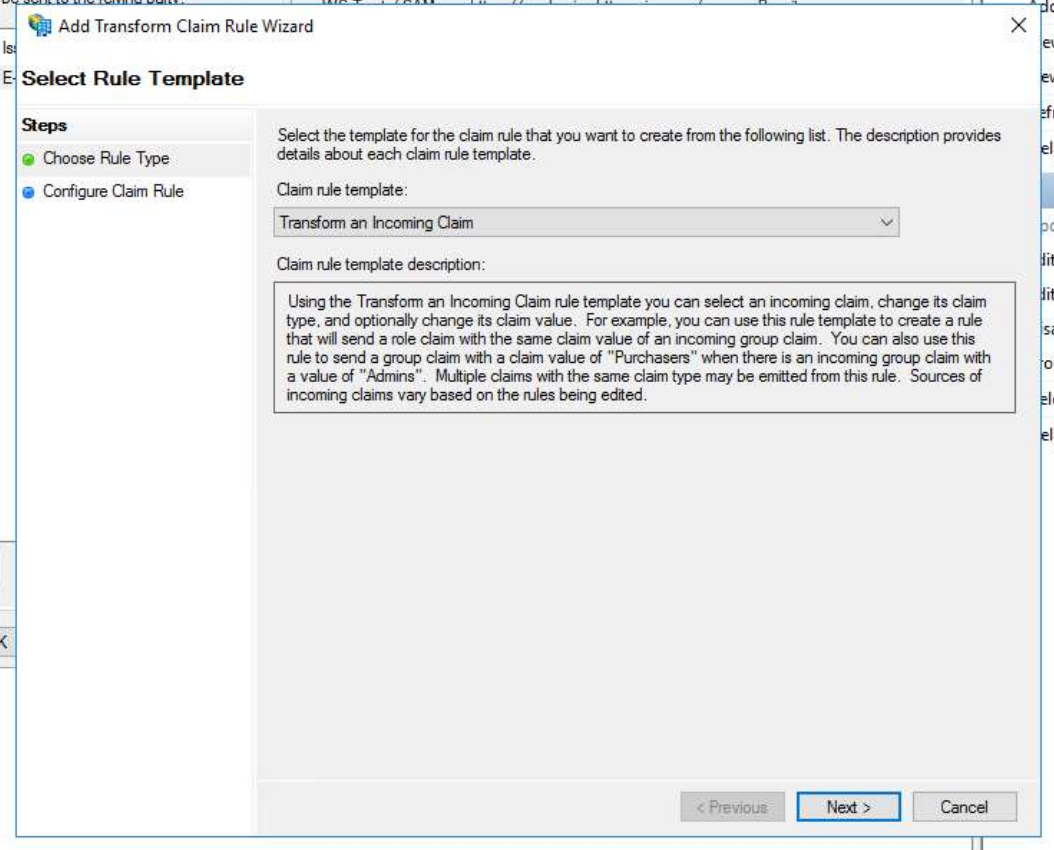 Add Transform Claim Rule Wizard
Select Rule Template
Steps
Choose Rule Type
Configure Claim Rule
Select the template for the claim rule that you want to create from the following list. The description provides
details about each claim rule template.
Claim rule template:
Transform an Incoming Claim
Claim rule template description:
Using the Transform an Incoming Claim rule template you can select an incoming claim, change its claim
type, and optionally change its claim value. For example, you can use this rule template to create a rule
that will send a role claim with the same claim value of an incoming group claim. You can also use this
rule to send a group claim with a claim value of "Purchasers" when there is an incoming group claim with
a value of "Admins". Multiple claims with the same claim type may be emitted from this rule. Sources of
incoming claims vary based on the rules being edited.
< Previous
Next >
Cancel